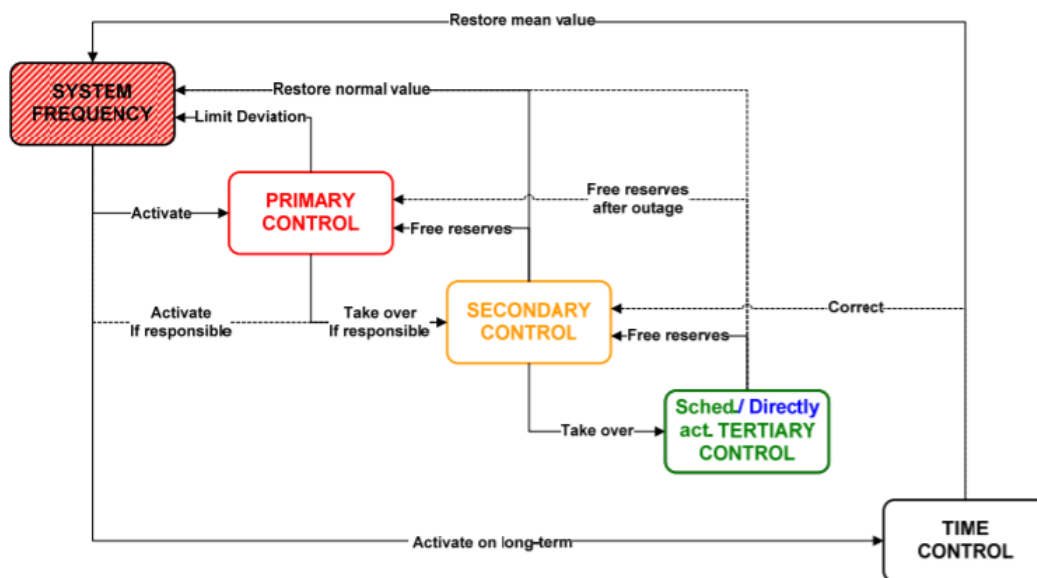 Restore mean value
SYSTEM
FREQUENCY
Restore normal value
Limit Deviation
PRIMARY
CONTROL
Free reserves
after outage
Activate
Free reserves
Activate
If responsible
Take over
If responsible
SECONDARY
CONTROL
Correct
Free reserves
Sched./ Directly
act. TERTIARY
CONTROL
Take over
TIME
CONTROL
Activate on long-term